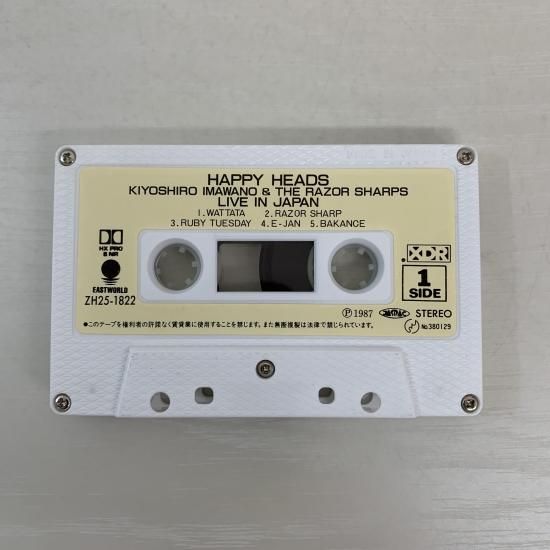 HAPPY HEADS
KIYOSHIRO IMAWANO & THE RAZOR SHARPS
LIVE IN JAPAN
1.WATTATA 2.RAZOR SHARP
3.RUBY TUESDAY 4.E-JAN 5.BAKANCE
HX PRO
B NR
EASTWORLD
ZH25-1822
XDR
1
SIDE
Ⓟ1987 JASRAC STEREO
●このテープを権利者の許諾なく賃貸業に使用することを禁じます。また無断複製は法律で禁じられています。
No.380129